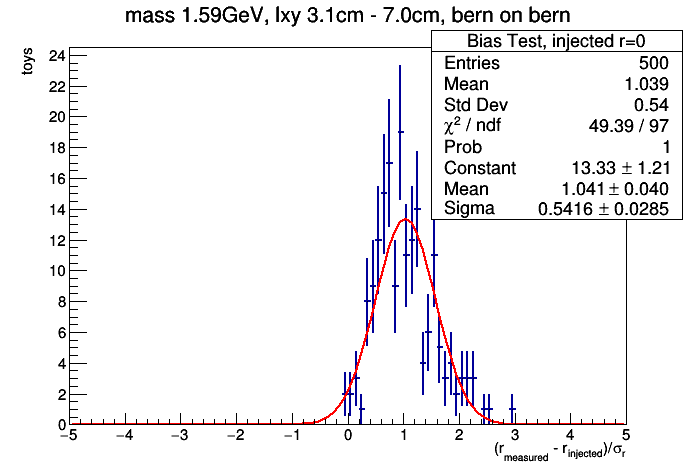 mass 1.59GeV, lxy 3.1cm - 7.0cm, bern on bern
Bias Test, injected r=0
Entries 500
Mean 1.039
Std Dev 0.54
χ² / ndf 49.39 / 97
Prob 1
Constant 13.33 ± 1.21
Mean 1.041 ± 0.040
Sigma 0.5416 ± 0.0285
toys
24
22
20
18
16
14
12
10
8
6
4
2
0
−5 −4 −3 −2 −1 0 1 2 3 4 5
(r_measured - r_injected)/σ_r